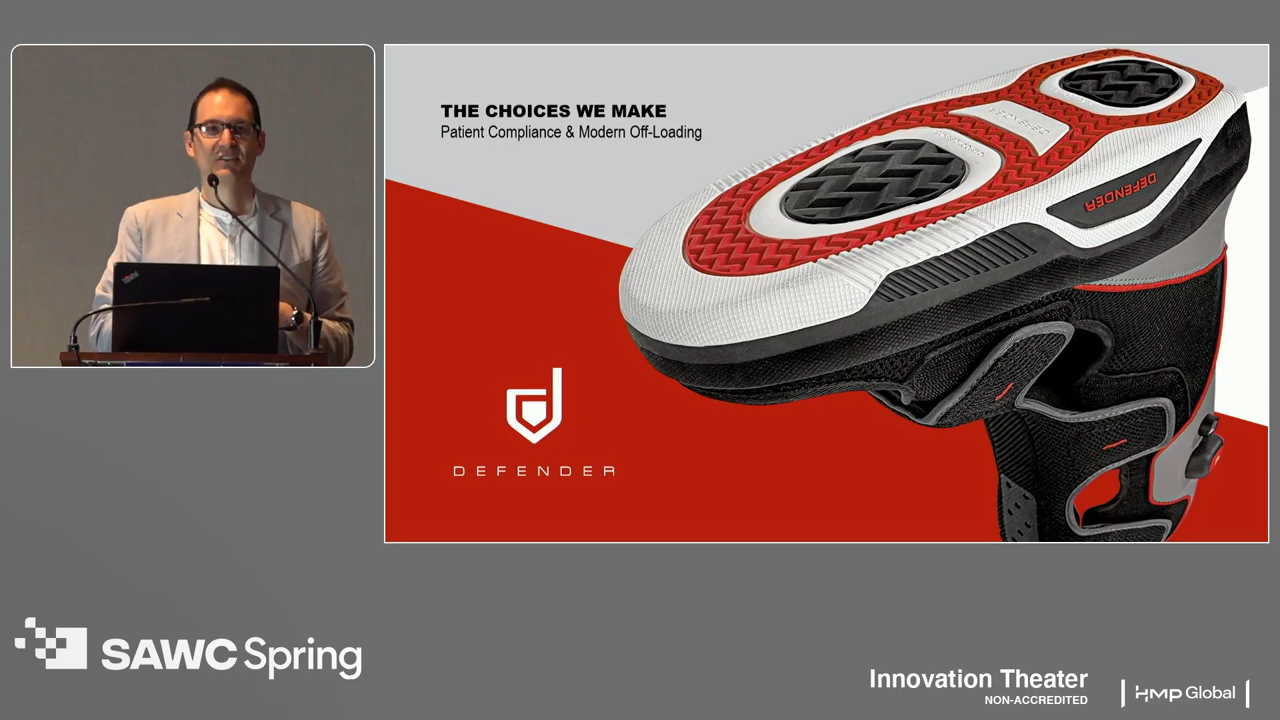 THE CHOICES WE MAKE
Patient Compliance & Modern Off-Loading
DEFENDER
DEFENDER
SAWC Spring
Innovation Theater
NON-ACCREDITED
HMP Global